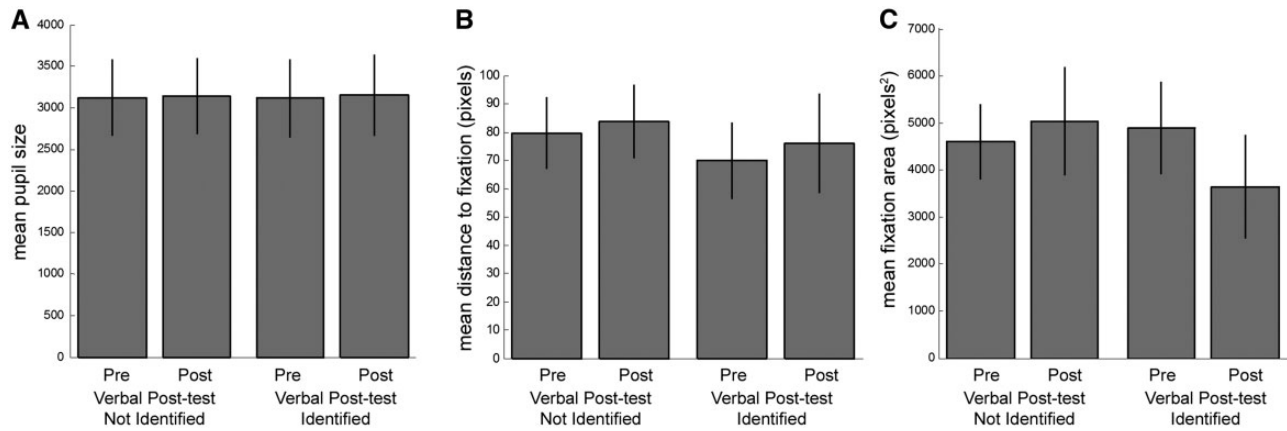 A
mean pupil size
4000
3500
3000
2500
2000
1500
1000
500
0
Pre Post Pre Post
Verbal Post-test Verbal Post-test
Not Identified Identified
B
mean distance to fixation (pixels)
100
90
80
70
60
50
40
30
20
10
0
Pre Post Pre Post
Verbal Post-test Verbal Post-test
Not Identified Identified
C
mean fixation area (pixels²)
7000
6000
5000
4000
3000
2000
1000
0
Pre Post Pre Post
Verbal Post-test Verbal Post-test
Not Identified Identified